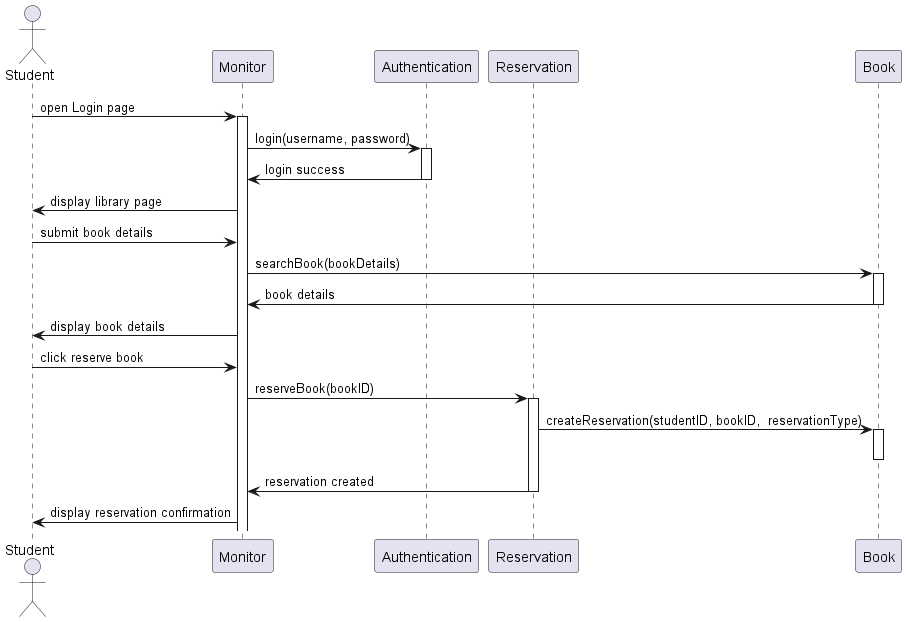 Student
Monitor
Authentication
Reservation
Book
open Login page
login(username, password)
login success
display library page
submit book details
searchBook(bookDetails)
book details
display book details
click reserve book
reserveBook(bookID)
createReservation(studentID, bookID,  reservationType)
reservation created
display reservation confirmation
Student
Monitor
Authentication
Reservation
Book